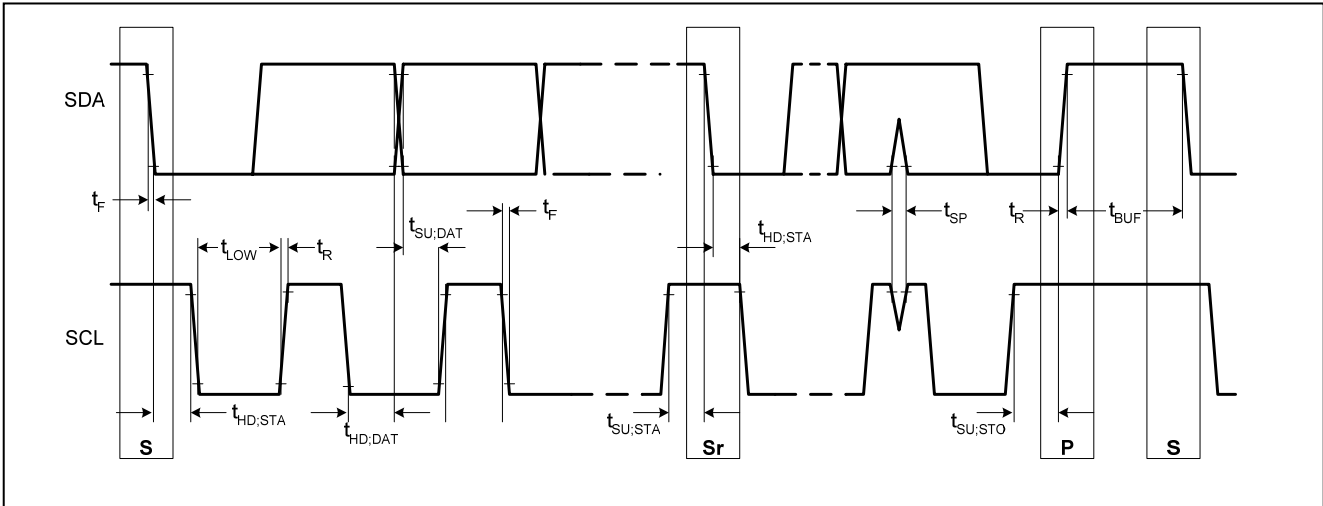 SDA
t_F
t_SU;DAT
t_F
t_SP
t_R
t_BUF
t_LOW
t_R
t_HD;STA
SCL
t_HD;STA
t_HD;DAT
t_SU;STA
t_SU;STO
S
Sr
P
S